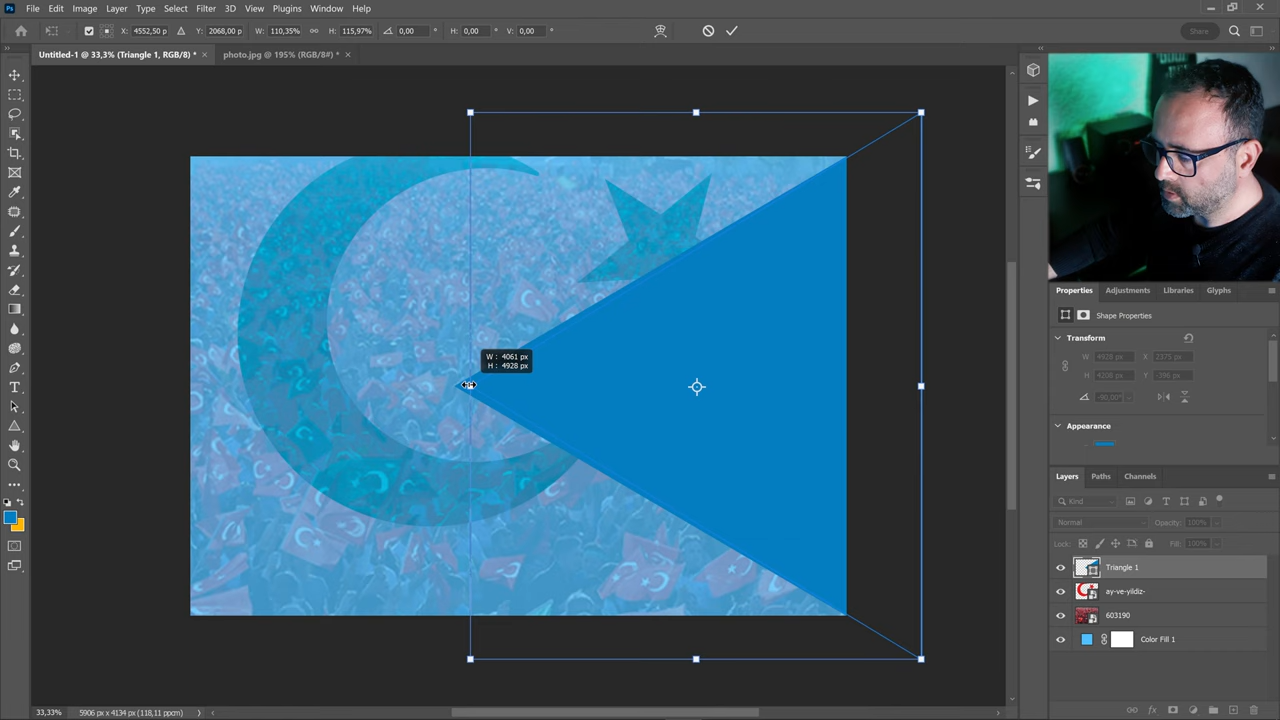 Ps File Edit Image Layer Type Select Filter 3D View Plugins Window Help
X: 4552,50 p Y: 2068,00 p W: 110,35% H: 115,97% 0,00 ° H: 0,00 ° V: 0,00 ° Share
Untitled-1 @ 33,3% (Triangle 1, RGB/8) * × photo.jpg @ 195% (RGB/8#) * ×
W: 4061 px
H: 4928 px
Properties Adjustments Libraries Glyphs
Shape Properties
Transform
W 4928 px X 2375 px
H 4208 px Y -396 px
-90,00°
Appearance
Layers Paths Channels
Kind
Normal Opacity: 100%
Lock: Fill: 100%
Triangle 1
ay-ve-yildiz-
603190
Color Fill 1
33,33% 5906 px x 4134 px (118,11 ppcm)